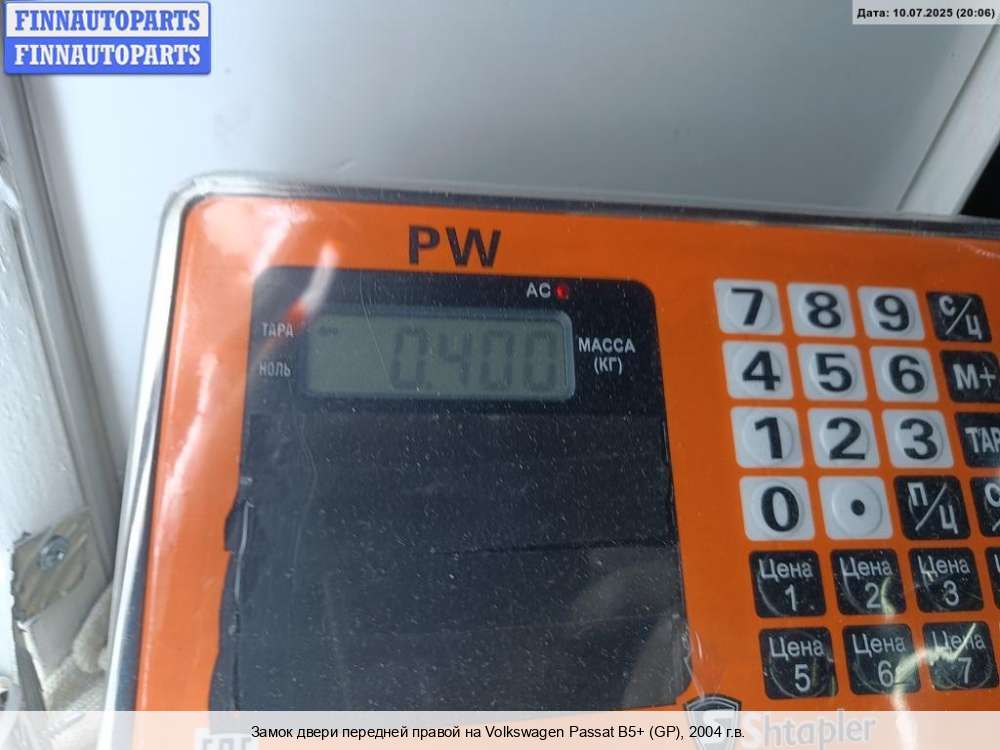 FINNAUTOPARTS
FINNAUTOPARTS
Дата: 10.07.2025 (20:06)
PW
AC
ТАРА
НОЛЬ
0.400
МАССА
(КГ)
7 8 9 С/Ц
4 5 6 М+
1 2 3
0 . П/Ц
Цена 1 Цена 2 Цена 3
Цена 5 Цена 6 Цена 7
Shtapler
Замок двери передней правой на Volkswagen Passat B5+ (GP), 2004 г.в.